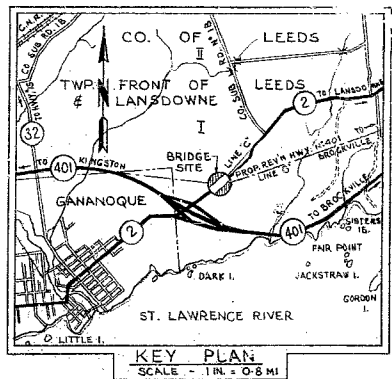 C.N.R.
CO. SUB. RD. 18
CO. OF LEEDS
II
CO. SUB. RD. Nº 8
TWP. FRONT OF LEEDS
& LANSDOWNE
N
I
TO HWY. 15
32
2
TO LANSDOWNE
LINE 'C'
PROP. REV'N HWY. Nº 401
TO BROCKVILLE
LINE 'O'
BRIDGE
SITE
TO KINGSTON
401
GANANOQUE
2
401
TO BROCKVILLE
SISTERS
IS.
FAIR POINT
DARK I.
JACKSTRAW I.
GORDON
I.
ST. LAWRENCE RIVER
LITTLE I.
KEY PLAN
SCALE - 1 IN. = 0.8 MI